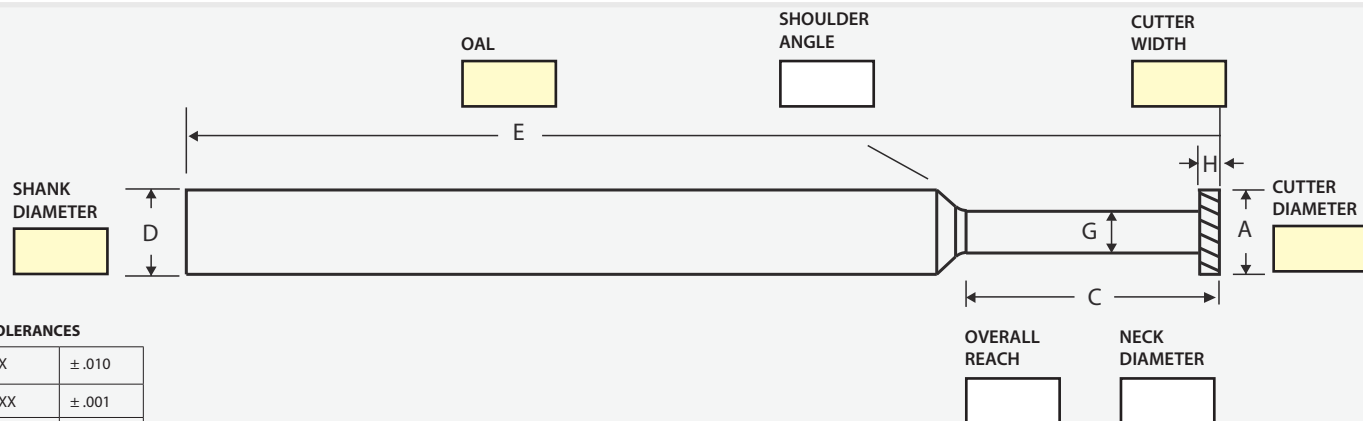 SHOULDER
ANGLE
CUTTER
WIDTH
OAL
E
H
SHANK
DIAMETER
CUTTER
DIAMETER
D
G
A
C
OLERANCES
X
± .010
XX
± .001
OVERALL
REACH
NECK
DIAMETER